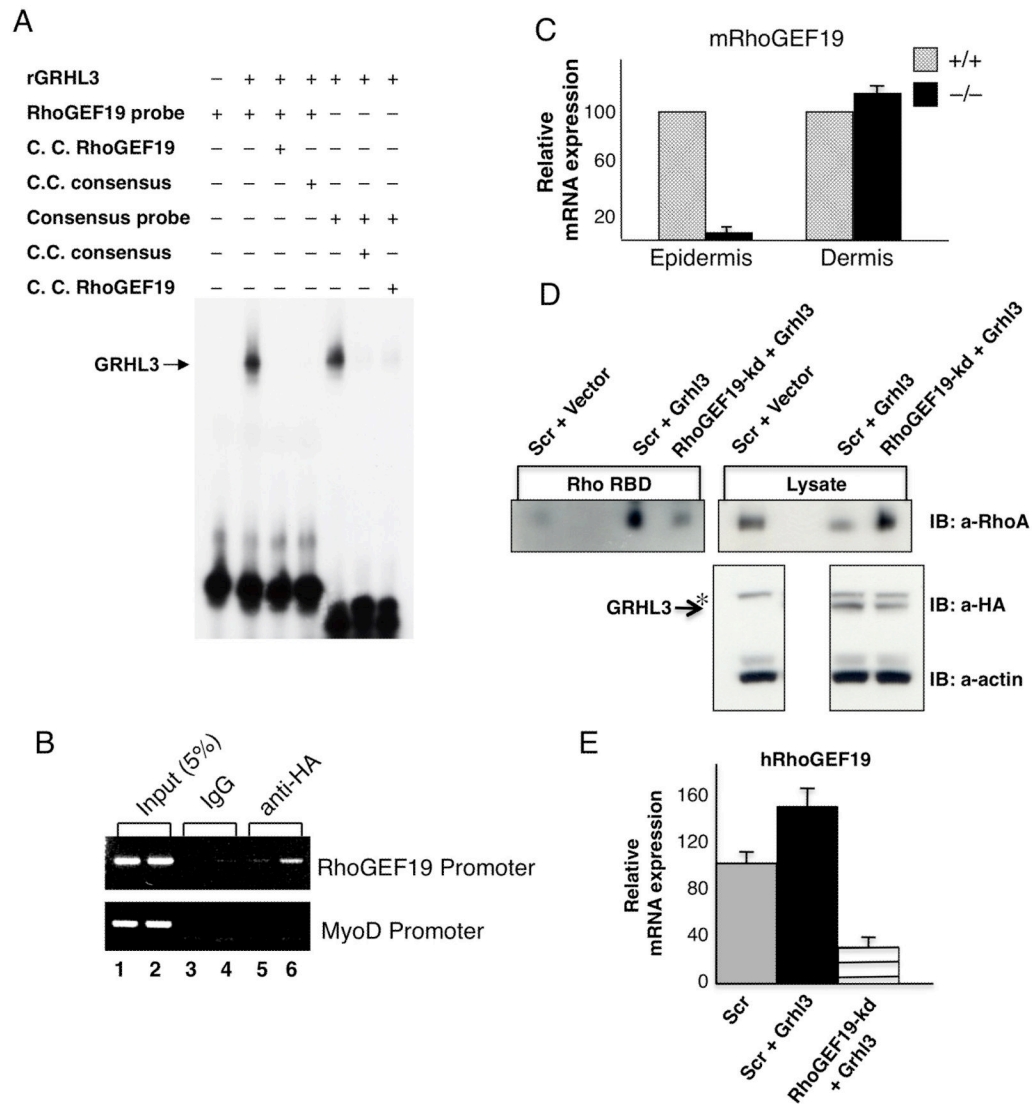 A
rGRHL3 – + + + + + +
RhoGEF19 probe + + + + – – –
C. C. RhoGEF19 – – + – – – –
C.C. consensus – – – + – – –
Consensus probe – – – – + + +
C.C. consensus – – – – – + –
C. C. RhoGEF19 – – – – – – +
GRHL3
B
Input (5%)
IgG
anti-HA
RhoGEF19 Promoter
MyoD Promoter
1 2 3 4 5 6
C
mRhoGEF19
+/+
–/–
Relative
mRNA expression
100
60
20
Epidermis
Dermis
D
Scr + Vector
Scr + Grhl3
RhoGEF19-kd + Grhl3
Scr + Vector
Scr + Grhl3
RhoGEF19-kd + Grhl3
Rho RBD
Lysate
IB: a-RhoA
GRHL3
*
IB: a-HA
IB: a-actin
E
hRhoGEF19
Relative
mRNA expression
160
120
80
40
0
Scr
Scr + Grhl3
RhoGEF19-kd
+ Grhl3